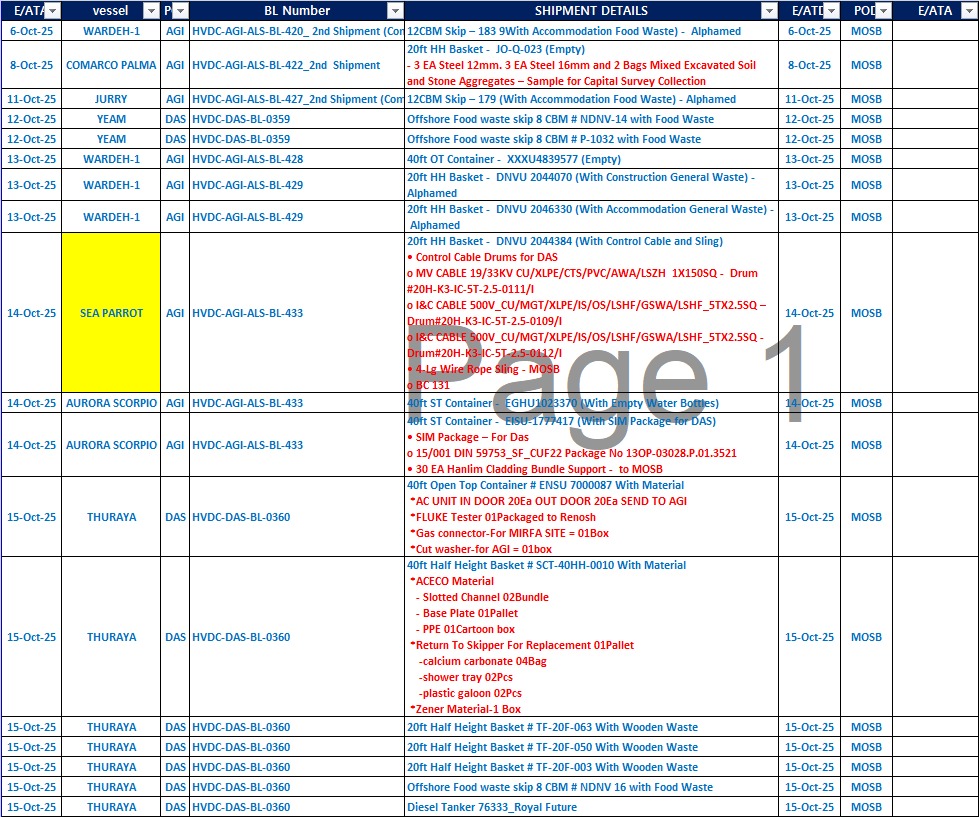 E/ATA vessel P BL Number SHIPMENT DETAILS E/ATD POD E/ATA
6-Oct-25 WARDEH-1 AGI HVDC-AGI-ALS-BL-420_ 2nd Shipment (Con 12CBM Skip – 183 9With Accommodation Food Waste) - Alphamed 6-Oct-25 MOSB
8-Oct-25 COMARCO PALMA AGI HVDC-AGI-ALS-BL-422_2nd Shipment 20ft HH Basket - JO-Q-023 (Empty) 8-Oct-25 MOSB
- 3 EA Steel 12mm. 3 EA Steel 16mm and 2 Bags Mixed Excavated Soil
and Stone Aggregates – Sample for Capital Survey Collection
11-Oct-25 JURRY AGI HVDC-AGI-ALS-BL-427_2nd Shipment (Com 12CBM Skip – 179 (With Accommodation Food Waste) - Alphamed 11-Oct-25 MOSB
12-Oct-25 YEAM DAS HVDC-DAS-BL-0359 Offshore Food waste skip 8 CBM # NDNV-14 with Food Waste 12-Oct-25 MOSB
12-Oct-25 YEAM DAS HVDC-DAS-BL-0359 Offshore Food waste skip 8 CBM # P-1032 with Food Waste 12-Oct-25 MOSB
13-Oct-25 WARDEH-1 AGI HVDC-AGI-ALS-BL-428 40ft OT Container - XXXU4839577 (Empty) 13-Oct-25 MOSB
13-Oct-25 WARDEH-1 AGI HVDC-AGI-ALS-BL-429 20ft HH Basket - DNVU 2044070 (With Construction General Waste) - 13-Oct-25 MOSB
Alphamed
13-Oct-25 WARDEH-1 AGI HVDC-AGI-ALS-BL-429 20ft HH Basket - DNVU 2046330 (With Accommodation General Waste) - 13-Oct-25 MOSB
Alphamed
14-Oct-25 SEA PARROT AGI HVDC-AGI-ALS-BL-433 20ft HH Basket - DNVU 2044384 (With Control Cable and Sling) 14-Oct-25 MOSB
• Control Cable Drums for DAS
o MV CABLE 19/33KV CU/XLPE/CTS/PVC/AWA/LSZH 1X150SQ - Drum
#20H-K3-IC-5T-2.5-0111/I
o I&C CABLE 500V_CU/MGT/XLPE/IS/OS/LSHF/GSWA/LSHF_5TX2.5SQ –
Drum#20H-K3-IC-5T-2.5-0109/I
o I&C CABLE 500V_CU/MGT/XLPE/IS/OS/LSHF/GSWA/LSHF_5TX2.5SQ -
Drum#20H-K3-IC-5T-2.5-0112/I
• 4-Lg Wire Rope Sling - MOSB
o BC 131
Page 1
14-Oct-25 AURORA SCORPIO AGI HVDC-AGI-ALS-BL-433 40ft ST Container - EGHU1023370 (With Empty Water Bottles) 14-Oct-25 MOSB
14-Oct-25 AURORA SCORPIO AGI HVDC-AGI-ALS-BL-433 40ft ST Container - EISU-1777417 (With SIM Package for DAS) 14-Oct-25 MOSB
• SIM Package – For Das
o 15/001 DIN 59753_SF_CUF22 Package No 13OP-03028.P.01.3521
• 30 EA Hanlim Cladding Bundle Support - to MOSB
15-Oct-25 THURAYA DAS HVDC-DAS-BL-0360 40ft Open Top Container # ENSU 7000087 With Material 15-Oct-25 MOSB
*AC UNIT IN DOOR 20Ea OUT DOOR 20Ea SEND TO AGI
*FLUKE Tester 01Packaged to Renosh
*Gas connector-For MIRFA SITE = 01Box
*Cut washer-for AGI = 01box
15-Oct-25 THURAYA DAS HVDC-DAS-BL-0360 40ft Half Height Basket # SCT-40HH-0010 With Material 15-Oct-25 MOSB
*ACECO Material
- Slotted Channel 02Bundle
- Base Plate 01Pallet
- PPE 01Cartoon box
*Return To Skipper For Replacement 01Pallet
-calcium carbonate 04Bag
-shower tray 02Pcs
-plastic galoon 02Pcs
*Zener Material-1 Box
15-Oct-25 THURAYA DAS HVDC-DAS-BL-0360 20ft Half Height Basket # TF-20F-063 With Wooden Waste 15-Oct-25 MOSB
15-Oct-25 THURAYA DAS HVDC-DAS-BL-0360 20ft Half Height Basket # TF-20F-050 With Wooden Waste 15-Oct-25 MOSB
15-Oct-25 THURAYA DAS HVDC-DAS-BL-0360 20ft Half Height Basket # TF-20F-003 With Wooden Waste 15-Oct-25 MOSB
15-Oct-25 THURAYA DAS HVDC-DAS-BL-0360 Offshore Food waste skip 8 CBM # NDNV 16 with Food Waste 15-Oct-25 MOSB
15-Oct-25 THURAYA DAS HVDC-DAS-BL-0360 Diesel Tanker 76333_Royal Future 15-Oct-25 MOSB